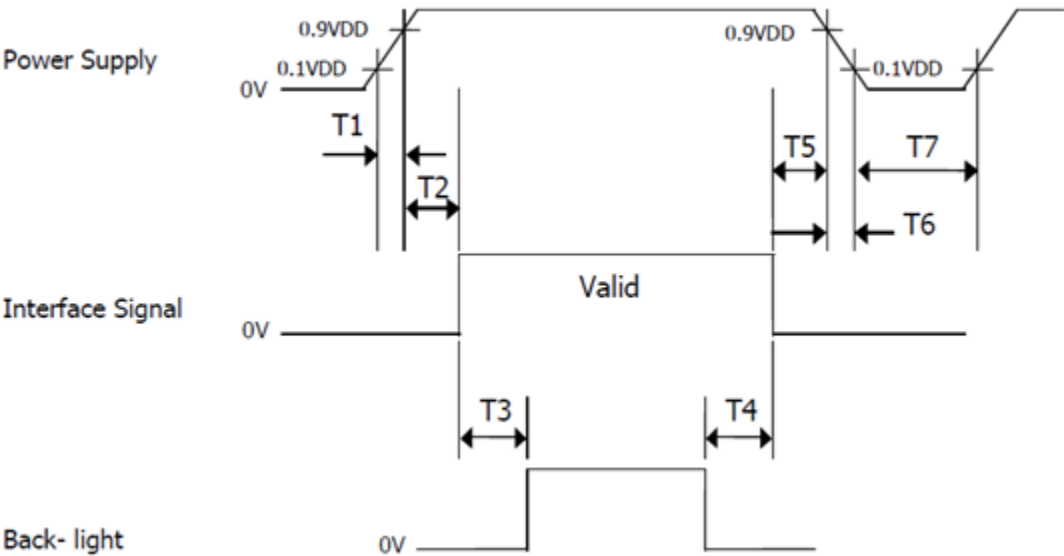 0.9VDD
0.9VDD
Power Supply
0.1VDD
0.1VDD
0V
T1
T5
T7
T2
T6
Valid
Interface Signal
0V
T3
T4
Back- light
0V